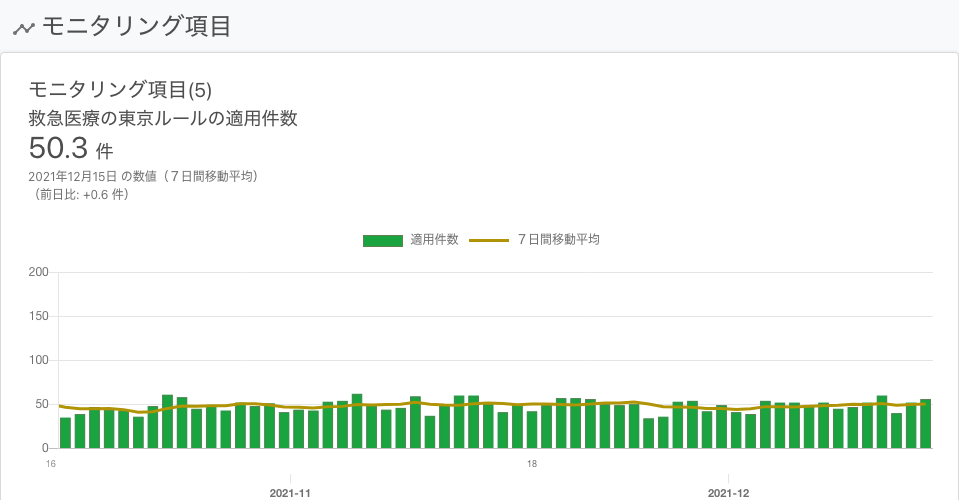 モニタリング項目
モニタリング項目(5)
救急医療の東京ルールの適用件数
50.3 件
2021年12月15日 の数値（７日間移動平均）
（前日比: +0.6 件）
適用件数 ７日間移動平均
200
150
100
50
0
16 18
2021-11 2021-12